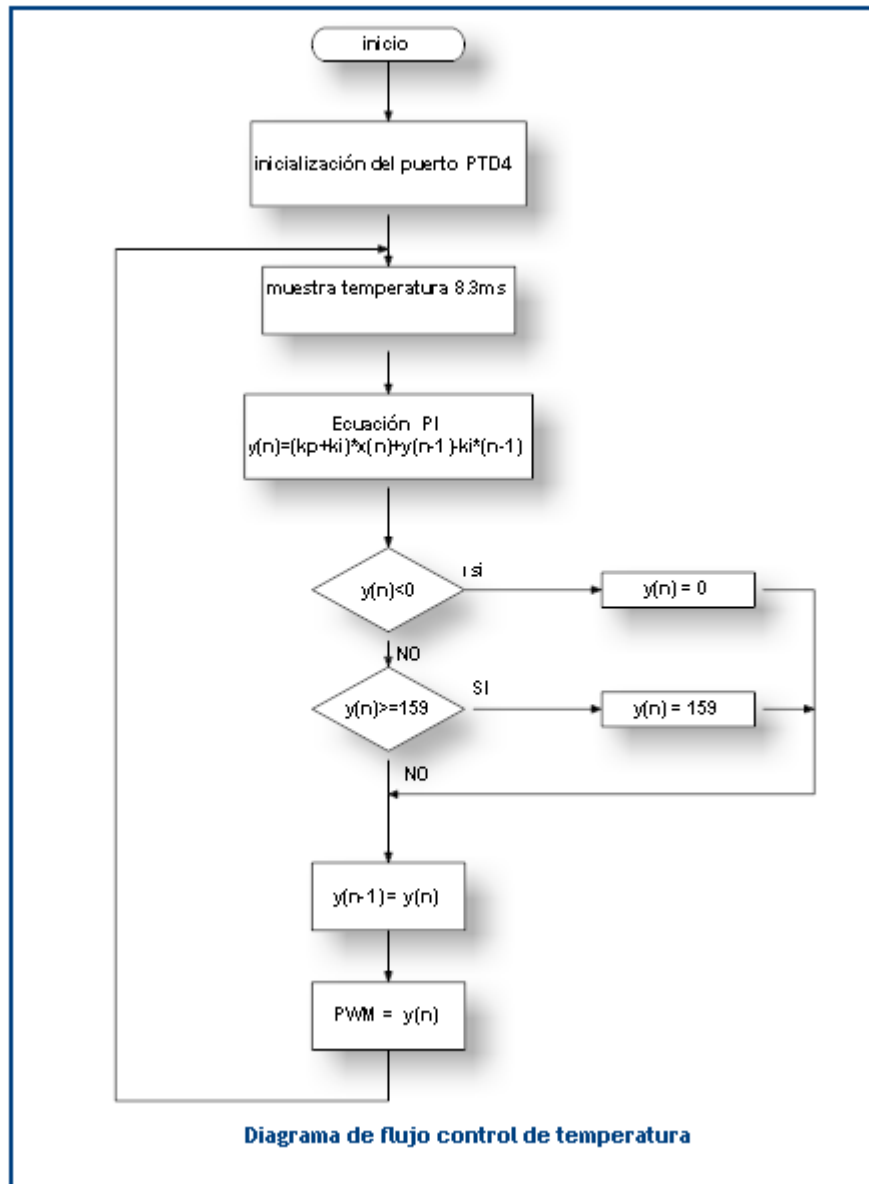 inicio
inicialización del puerto PTD4
muestra temperatura 8.3ms
Ecuación PI
y(n)=(kp+ki)*x(n)+y(n-1)-ki*(n-1)
y(n)<0
si
y(n) = 0
NO
y(n)>=159
SI
y(n) = 159
NO
y(n-1)= y(n)
PWM = y(n)
Diagrama de flujo control de temperatura